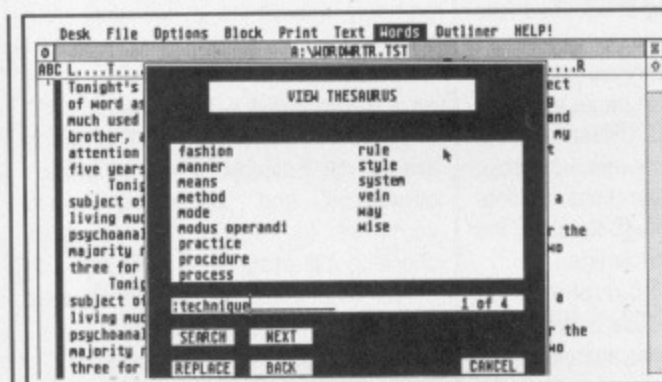 Desk File Options Block Print Text Words Outliner HELP!
A:\WORDWRTR.TST
ABC L....T.... ....R
Tonight's ect
of word as
much used and
brother, a my
attention t
five years
Tonig
subject of a
living muc
psychoanal r the
majority r wo
three for
Tonig
subject of a
living muc
psychoanal r the
majority r wo
three for
VIEW THESAURUS
fashion rule
manner style
means system
method vein
mode way
modus operandi wise
practice
procedure
process
:technique 1 of 4
SEARCH NEXT
REPLACE BACK CANCEL